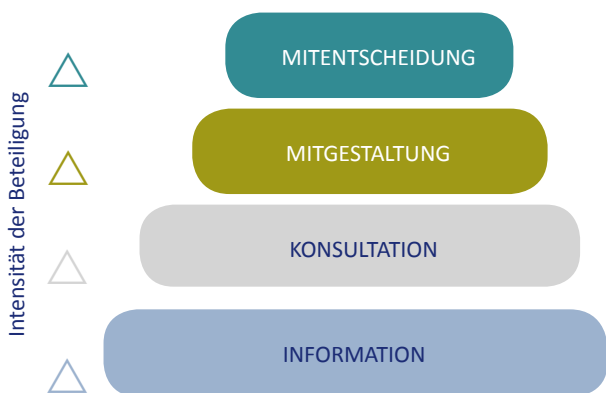 Intensität der Beteiligung
MITENTSCHEIDUNG
MITGESTALTUNG
KONSULTATION
INFORMATION